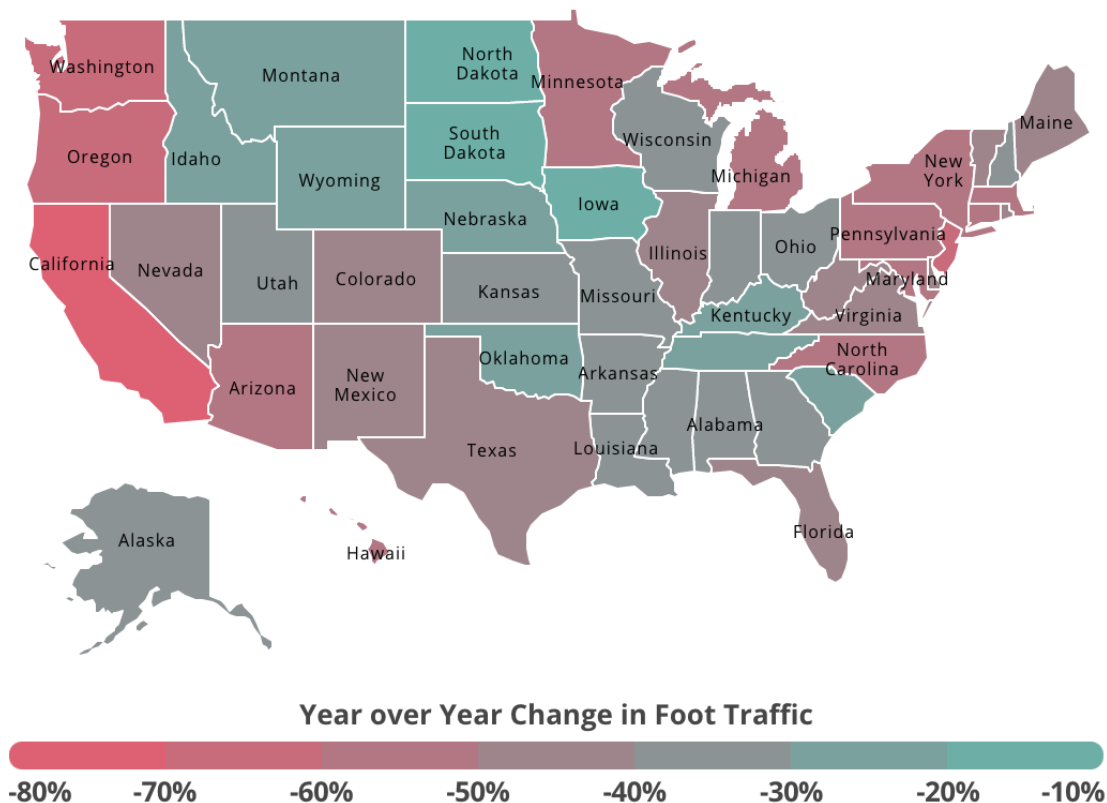 Washington
Montana
North
Dakota
Minnesota
Maine
Oregon
Idaho
South
Dakota
Wisconsin
New
York
Wyoming
Michigan
Nebraska
Iowa
California
Nevada
Utah
Colorado
Kansas
Missouri
Illinois
Ohio
Pennsylvania
Maryland
Kentucky
Virginia
Arizona
New
Mexico
Oklahoma
Arkansas
North
Carolina
Texas
Louisiana
Alabama
Florida
Alaska
Hawaii
Year over Year Change in Foot Traffic
-80% -70% -60% -50% -40% -30% -20% -10%